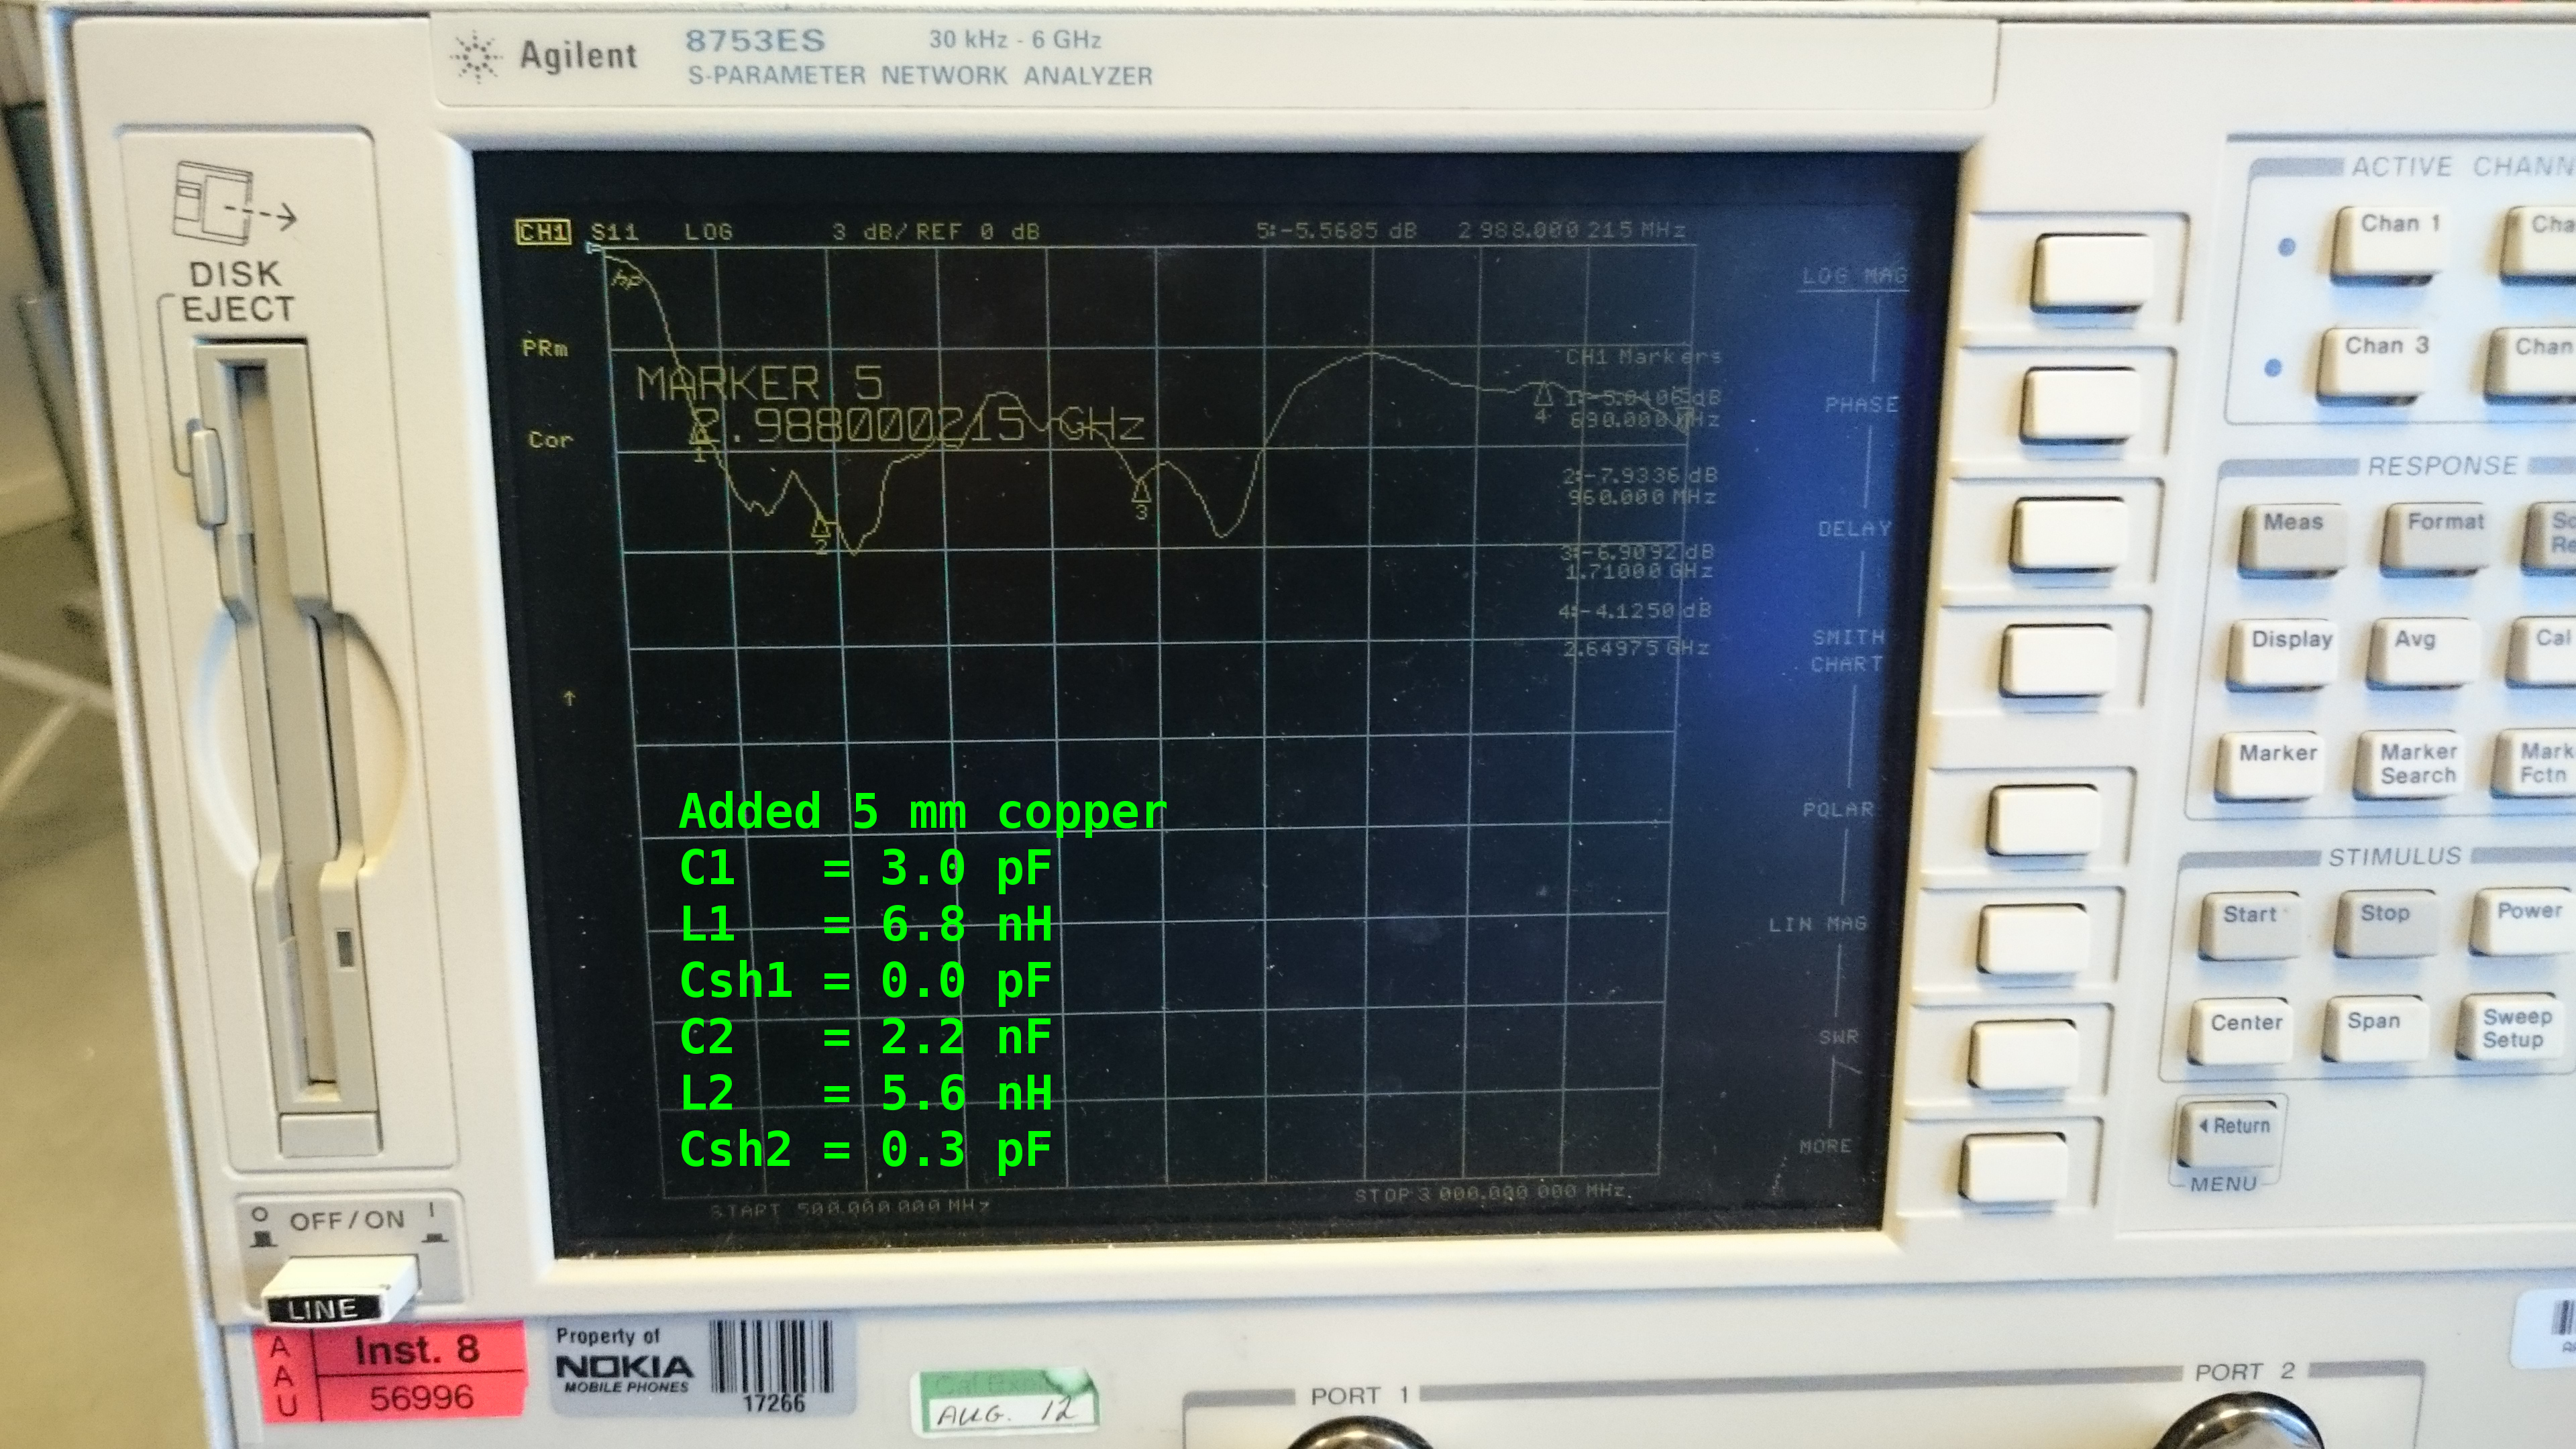 Agilent
8753ES 30 kHz - 6 GHz
S-PARAMETER NETWORK ANALYZER
DISK
EJECT
CH1 S11 LOG 3 dB/ REF 0 dB 5:-5.5685 dB 2 988.000 215 MHz
hp
PRm
Cor
MARKER 5
2.988000215 GHz
1
2
3
4
CH1 Markers
1:-5.0406 dB
690.000 MHz
2:-7.9336 dB
960.000 MHz
3:-6.9092 dB
1.71000 GHz
4:-4.1250 dB
2.64975 GHz
↑
Added 5 mm copper
C1 = 3.0 pF
L1 = 6.8 nH
Csh1 = 0.0 pF
C2 = 2.2 nF
L2 = 5.6 nH
Csh2 = 0.3 pF
START 500.000 000 MHz STOP 3 000.000 000 MHz
LOG MAG
PHASE
DELAY
SMITH
CHART
POLAR
LIN MAG
SWR
MORE
ACTIVE CHANN
Chan 1 Cha
Chan 3 Chan
RESPONSE
Meas Format Sc
Re
Display Avg Cal
Marker Marker
Search Mark
Fctn
STIMULUS
Start Stop Power
Center Span Sweep
Setup
Return
MENU
O OFF/ON I
LINE
AAU Inst. 8
56996
Property of
NOKIA
MOBILE PHONES
17266
AUG. 12
PORT 1
PORT 2